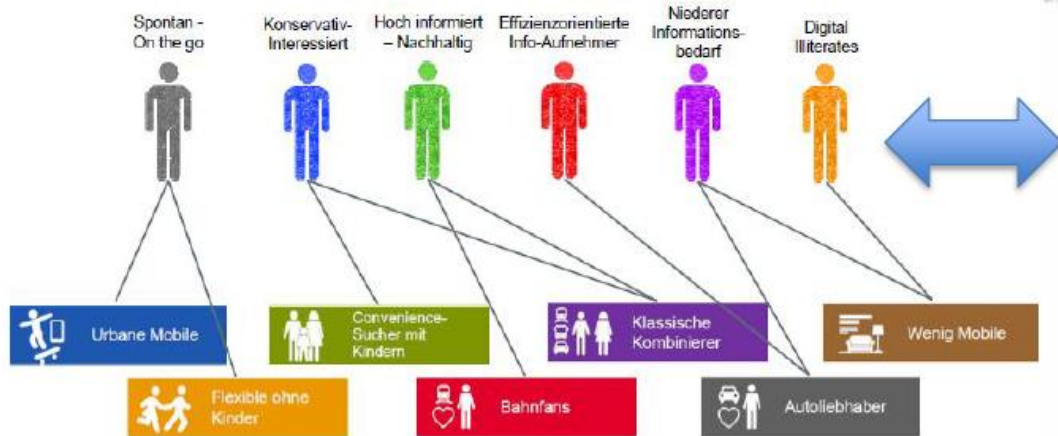 Spontan -
On the go
Konservativ-
Interessiert
Hoch informiert
– Nachhaltig
Effizienzorientierte
Info-Aufnehmer
Niederer
Informations-
bedarf
Digital
Illiterates
Urbane Mobile
Convenience-
Sucher mit
Kindern
Klassische
Kombinierer
Wenig Mobile
Flexible ohne
Kinder
Bahnfans
Autoliebhaber